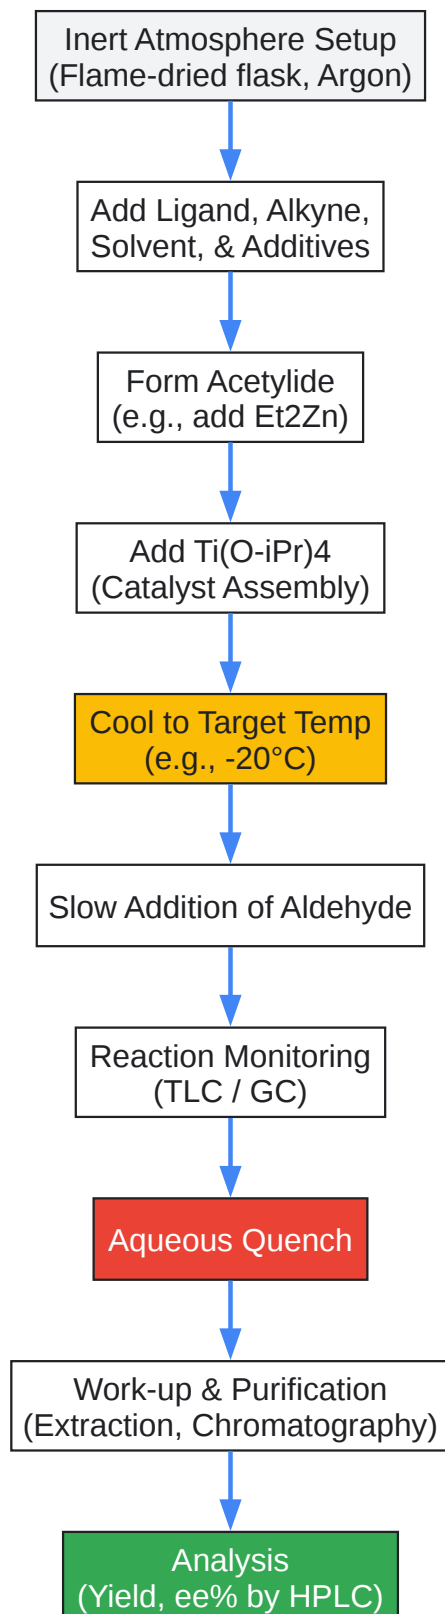 Inert Atmosphere Setup
(Flame-dried flask, Argon)
Add Ligand, Alkyne,
Solvent, & Additives
Form Acetylide
(e.g., add Et2Zn)
Add Ti(O-iPr)4
(Catalyst Assembly)
Cool to Target Temp
(e.g., -20°C)
Slow Addition of Aldehyde
Reaction Monitoring
(TLC / GC)
Aqueous Quench
Work-up & Purification
(Extraction, Chromatography)
Analysis
(Yield, ee% by HPLC)